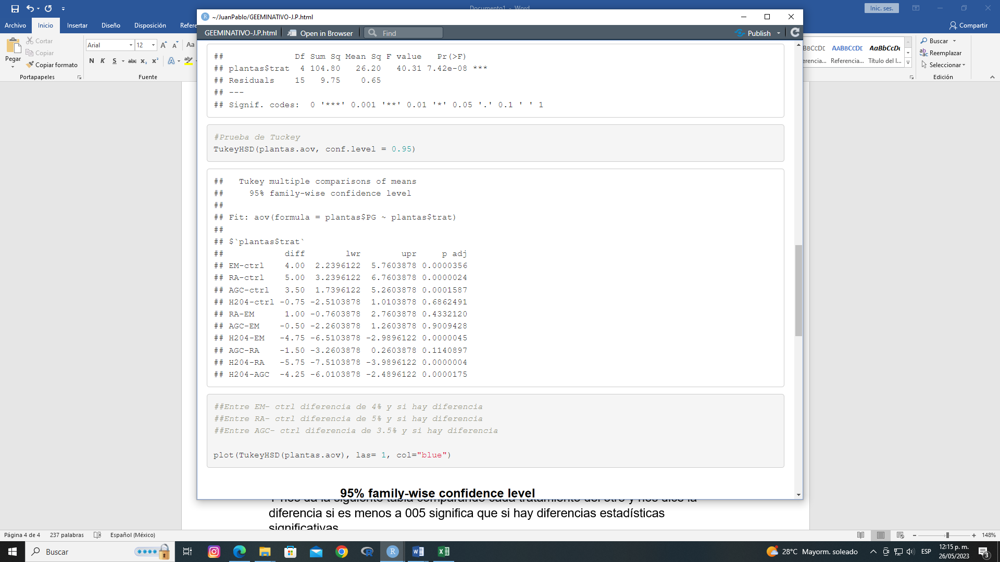 Documento1 - Word
Inic. ses.
Archivo Inicio Insertar Diseño Disposición Refere
Compartir
Pegar
Cortar
Copiar
Copiar formato
Portapapeles
Arial 12
A A Aa
N K S abc x₂ x² A ab
Fuente
BBCCDE AABBCCDE AaBbCcDd
erencia... Referencia... Título del l...
Buscar
Reemplazar
Seleccionar
Edición
~/JuanPablo/GEEMINATIVO-J.P.html
GEEMINATIVO-J.P.html Open in Browser Find Publish
## Df Sum Sq Mean Sq F value Pr(>F)
## plantas$trat 4 104.80 26.20 40.31 7.42e-08 ***
## Residuals 15 9.75 0.65
## ---
## Signif. codes: 0 '***' 0.001 '**' 0.01 '*' 0.05 '.' 0.1 ' ' 1
#Prueba de Tuckey
TukeyHSD(plantas.aov, conf.level = 0.95)
## Tukey multiple comparisons of means
## 95% family-wise confidence level
##
## Fit: aov(formula = plantas$PG ~ plantas$trat)
##
## $`plantas$trat`
## diff lwr upr p adj
## EM-ctrl 4.00 2.2396122 5.7603878 0.0000356
## RA-ctrl 5.00 3.2396122 6.7603878 0.0000024
## AGC-ctrl 3.50 1.7396122 5.2603878 0.0001587
## H204-ctrl -0.75 -2.5103878 1.0103878 0.6862491
## RA-EM 1.00 -0.7603878 2.7603878 0.4332120
## AGC-EM -0.50 -2.2603878 1.2603878 0.9009428
## H204-EM -4.75 -6.5103878 -2.9896122 0.0000045
## AGC-RA -1.50 -3.2603878 0.2603878 0.1140897
## H204-RA -5.75 -7.5103878 -3.9896122 0.0000004
## H204-AGC -4.25 -6.0103878 -2.4896122 0.0000175
##Entre EM- ctrl diferencia de 4% y si hay diferencia
##Entre RA- ctrl diferencia de 5% y si hay diferencia
##Entre AGC- ctrl diferencia de 3.5% y si hay diferencia
plot(TukeyHSD(plantas.aov), las= 1, col="blue")
95% family-wise confidence level
Y nos da la siguiente tabla comparando cada tratamiento del otro y nos dice la
diferencia si es menos a 005 significa que si hay diferencias estadísticas
significativas
Página 4 de 4 237 palabras Español (México) 148%
Buscar
28°C Mayorm. soleado
ESP
12:15 p. m.
26/05/2023
3